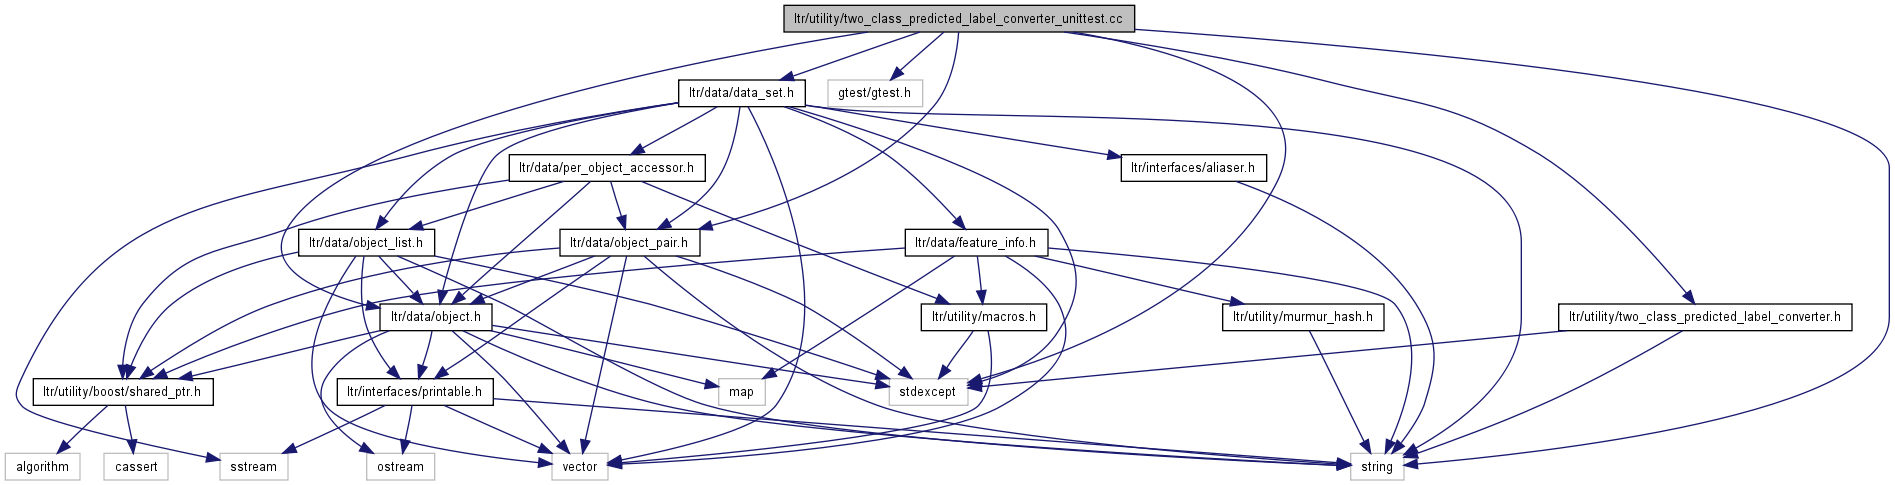 ltr/utility/two_class_predicted_label_converter_unittest.cc
ltr/data/data_set.h
gtest/gtest.h
ltr/data/per_object_accessor.h
ltr/interfaces/aliaser.h
ltr/data/object_list.h
ltr/data/object_pair.h
ltr/data/feature_info.h
ltr/data/object.h
ltr/utility/macros.h
ltr/utility/murmur_hash.h
ltr/utility/two_class_predicted_label_converter.h
ltr/utility/boost/shared_ptr.h
ltr/interfaces/printable.h
map
stdexcept
algorithm
cassert
sstream
ostream
vector
string